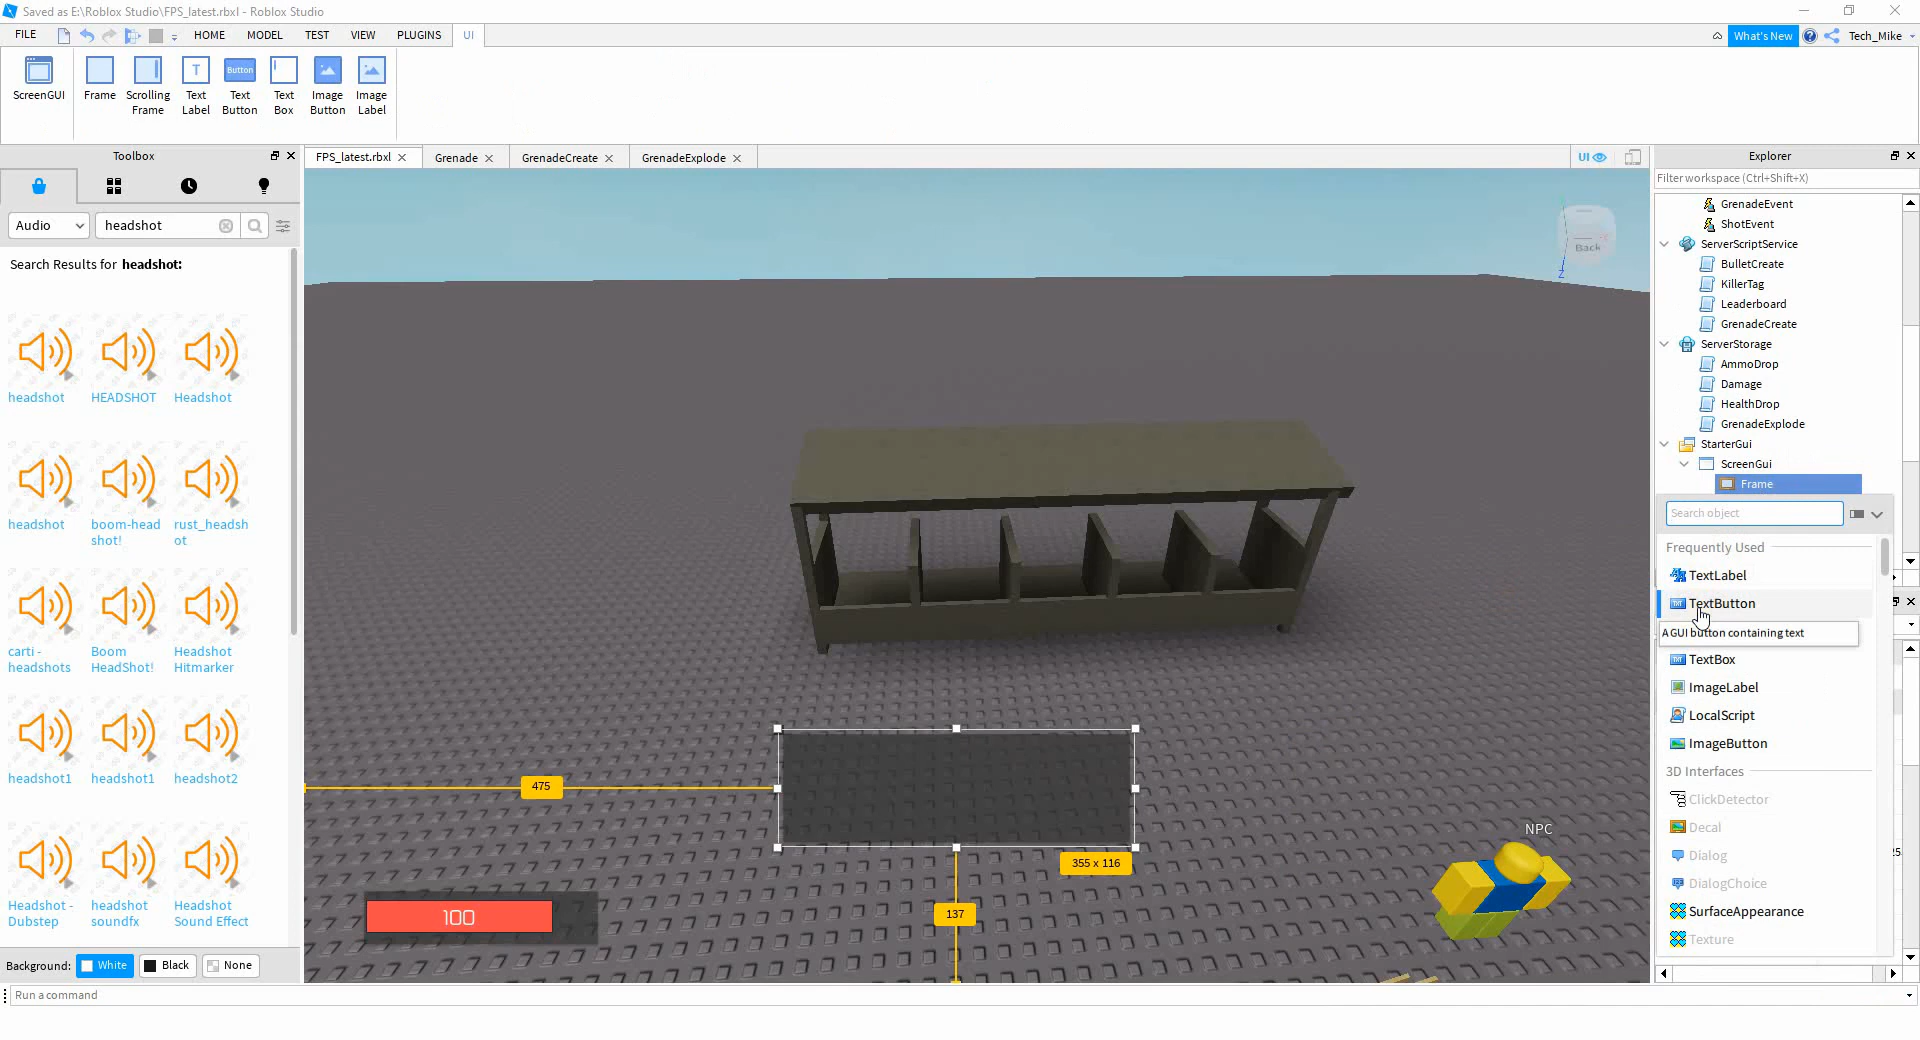 Saved as E:\Roblox Studio\FPS_latest.rbxl - Roblox Studio
FILE HOME MODEL TEST VIEW PLUGINS UI What's New Tech_Mike
ScreenGUI Frame Scrolling Frame Text Label Button Text Button Text Box Image Button Image Label
Toolbox
FPS_latest.rbxl Grenade GrenadeCreate GrenadeExplode UI
Explorer
Filter workspace (Ctrl+Shift+X)
Audio headshot
Search Results for headshot:
headshot HEADSHOT Headshot
headshot boom-head shot! rust_headsh ot
carti - headshots Boom HeadShot! Headshot Hitmarker
headshot1 headshot1 headshot2
Headshot - Dubstep headshot soundfx Headshot Sound Effect
Background: White Black None
Run a command
Back
Z
475
355 x 116
137
100
NPC
GrenadeEvent
ShotEvent
ServerScriptService
BulletCreate
KillerTag
Leaderboard
GrenadeCreate
ServerStorage
AmmoDrop
Damage
HealthDrop
GrenadeExplode
StarterGui
ScreenGui
Frame
Search object
Frequently Used
TextLabel
TextButton
A GUI button containing text
TextBox
ImageLabel
LocalScript
ImageButton
3D Interfaces
ClickDetector
Decal
Dialog
DialogChoice
SurfaceAppearance
Texture